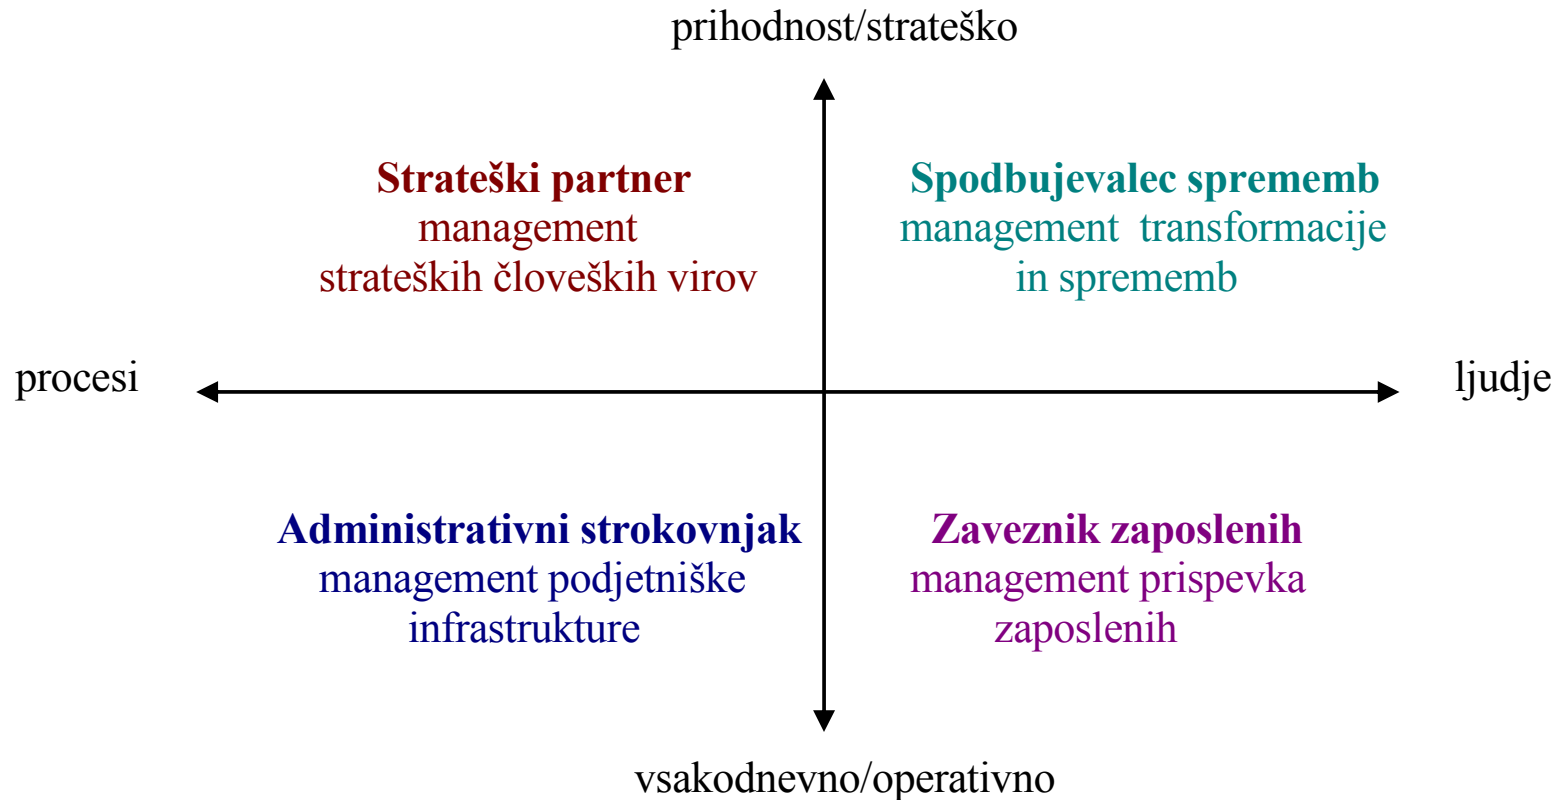 prihodnost/strateško
Strateški partner
management
strateških človeških virov
Spodbujevalec sprememb
management transformacije
in sprememb
procesi
ljudje
Administrativni strokovnjak
management podjetniške
infrastrukture
Zaveznik zaposlenih
management prispevka
zaposlenih
vsakodnevno/operativno